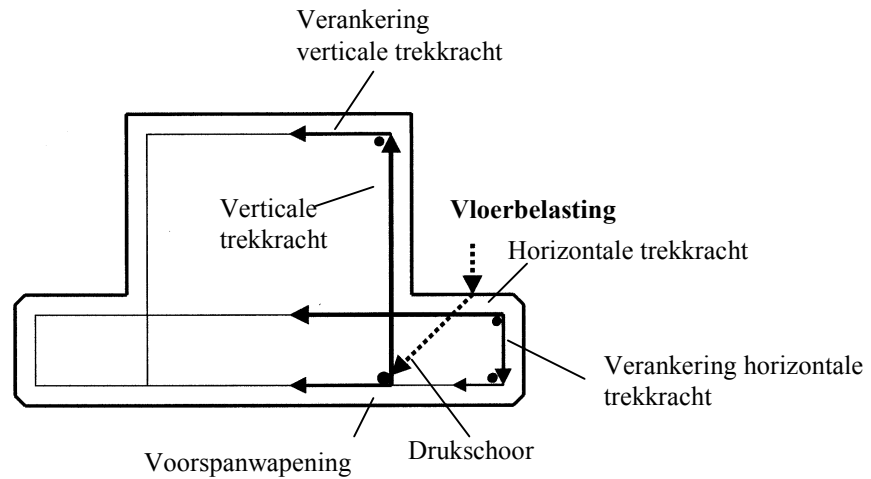 Verankering
verticale trekkracht
Verticale
trekkracht
Vloerbelasting
Horizontale trekkracht
Verankering horizontale
trekkracht
Voorspanwapening
Drukschoor